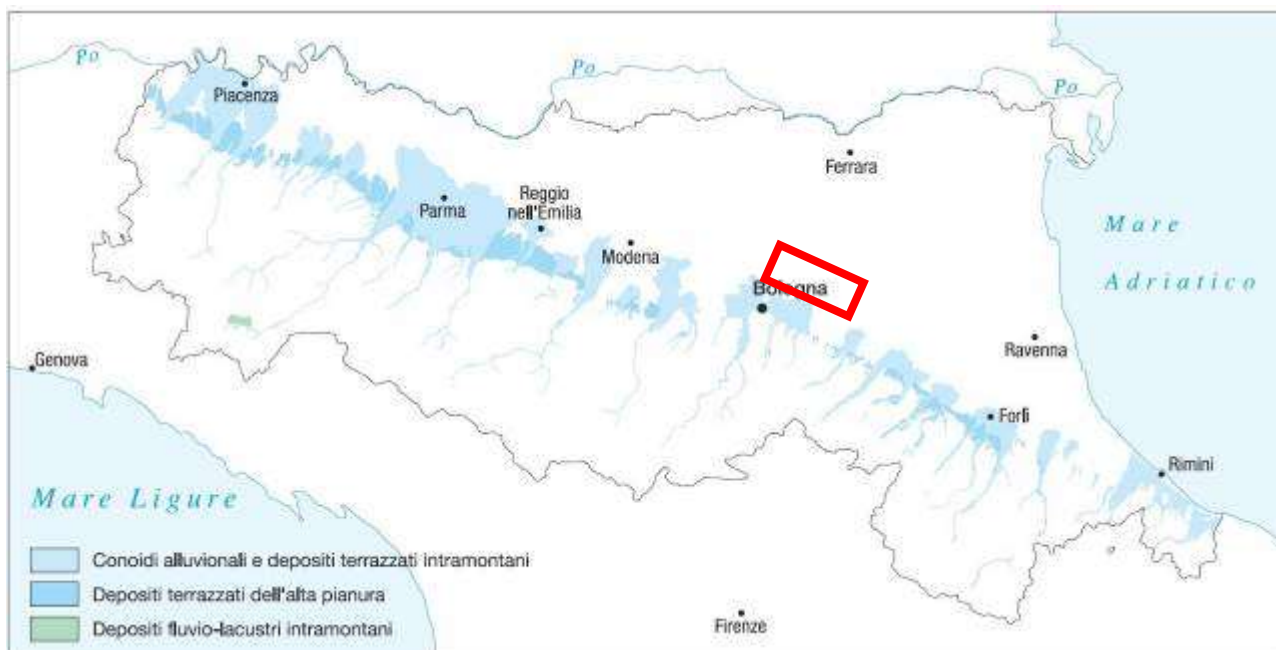 Po
Piacenza
Po
Po
Ferrara
Parma
Reggio
nell'Emilia
Modena
Mare
Adriatico
Bologna
Ravenna
Genova
Forlì
Rimini
Mare Ligure
Conoidi alluvionali e depositi terrazzati intramontani
Depositi terrazzati dell'alta pianura
Depositi fluvio-lacustri intramontani
Firenze